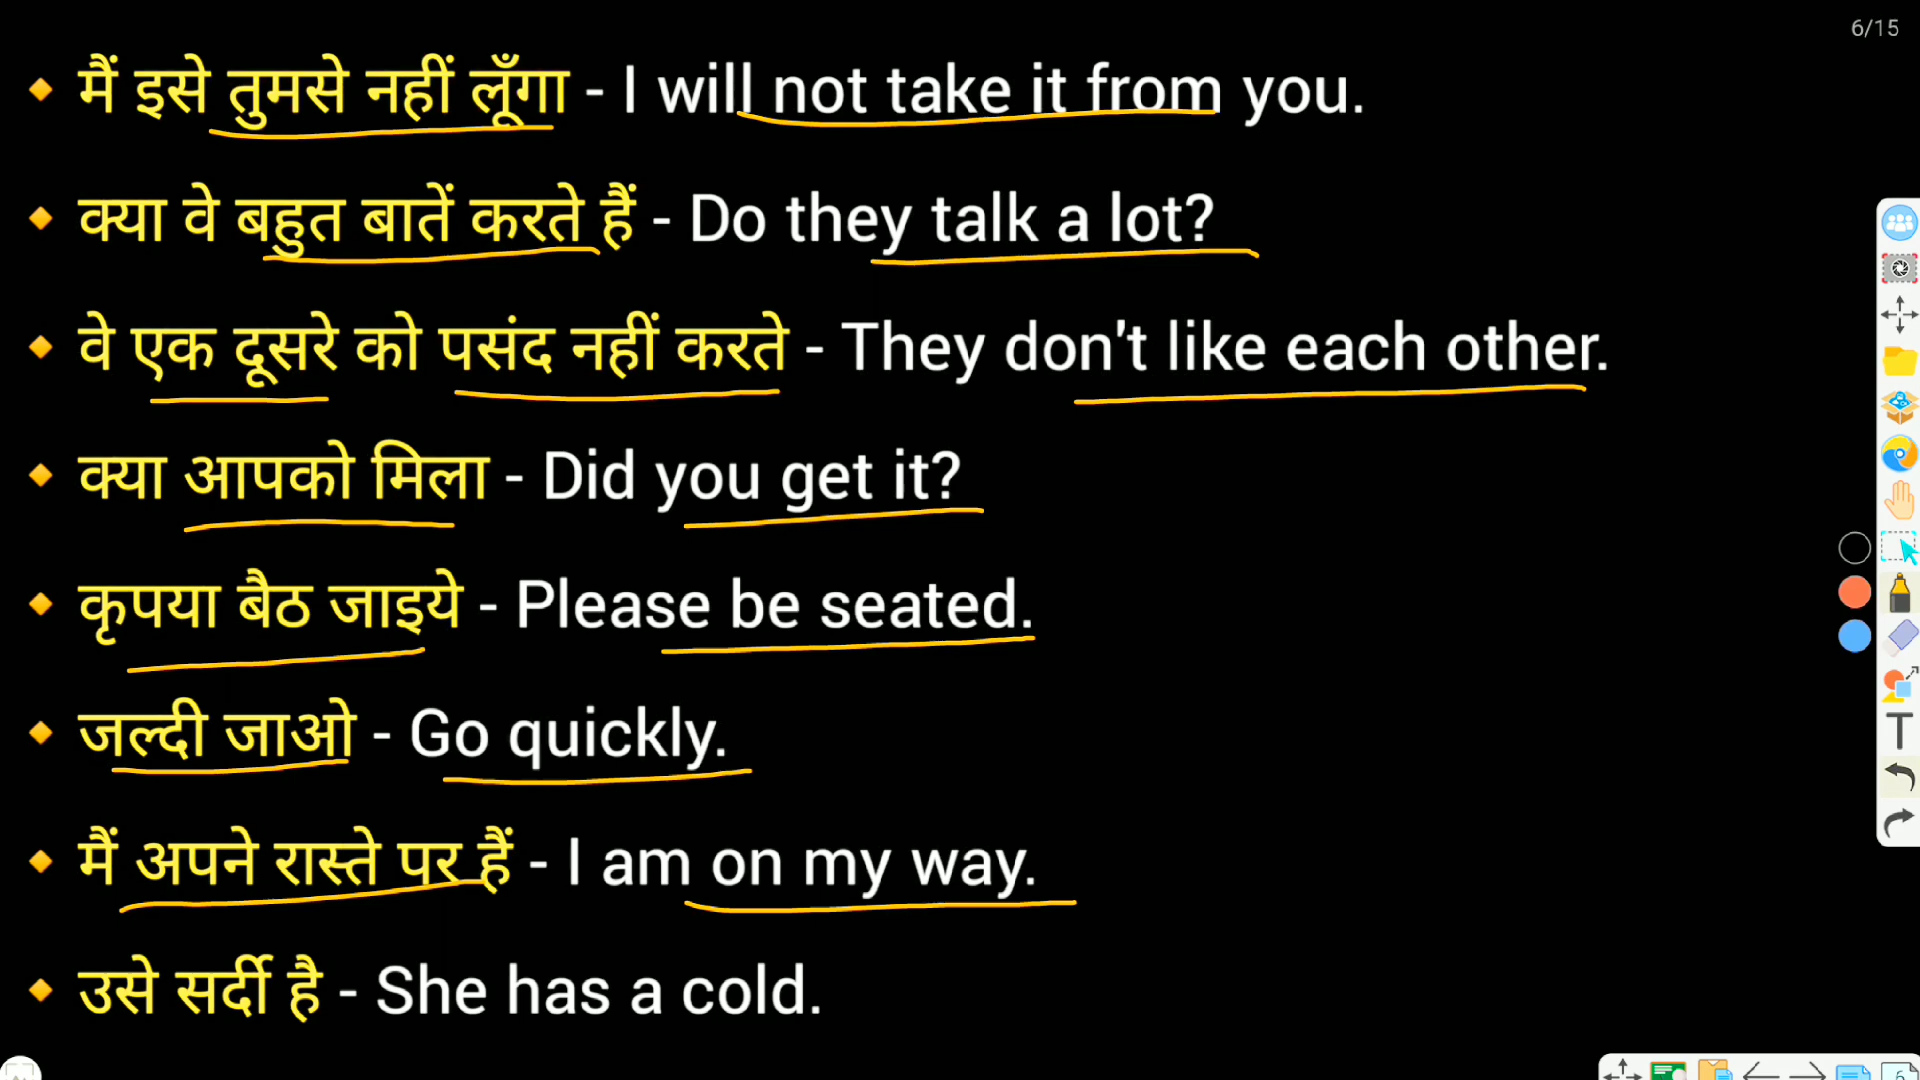 6/15
मैं इसे तुमसे नहीं लूँगा - I will not take it from you.
क्या वे बहुत बातें करते हैं - Do they talk a lot?
वे एक दूसरे को पसंद नहीं करते - They don't like each other.
क्या आपको मिला - Did you get it?
कृपया बैठ जाइये - Please be seated.
जल्दी जाओ - Go quickly.
मैं अपने रास्ते पर हैं - I am on my way.
उसे सर्दी है - She has a cold.
T